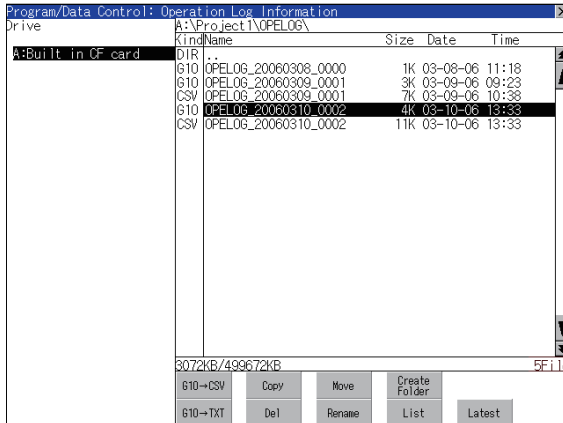 Program/Data Control: Operation Log Information
Drive A:\Project1\OPELOG\
Kind Name Size Date Time
A:Built in CF card DIR ..
G10 OPELOG_20060308_0000 1K 03-08-06 11:18
G10 OPELOG_20060309_0001 3K 03-09-06 09:23
CSV OPELOG_20060309_0001 7K 03-09-06 10:38
G10 OPELOG_20060310_0002 4K 03-10-06 13:33
CSV OPELOG_20060310_0002 11K 03-10-06 13:33
3072KB/499672KB 5Fil
G10→CSV Copy Move Create Folder
G10→TXT Del Rename List Latest